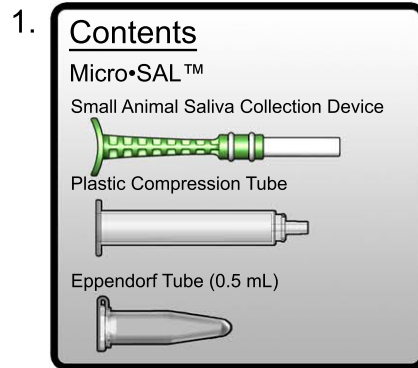 1.
Contents
Micro•SAL™
Small Animal Saliva Collection Device
Plastic Compression Tube
Eppendorf Tube (0.5 mL)